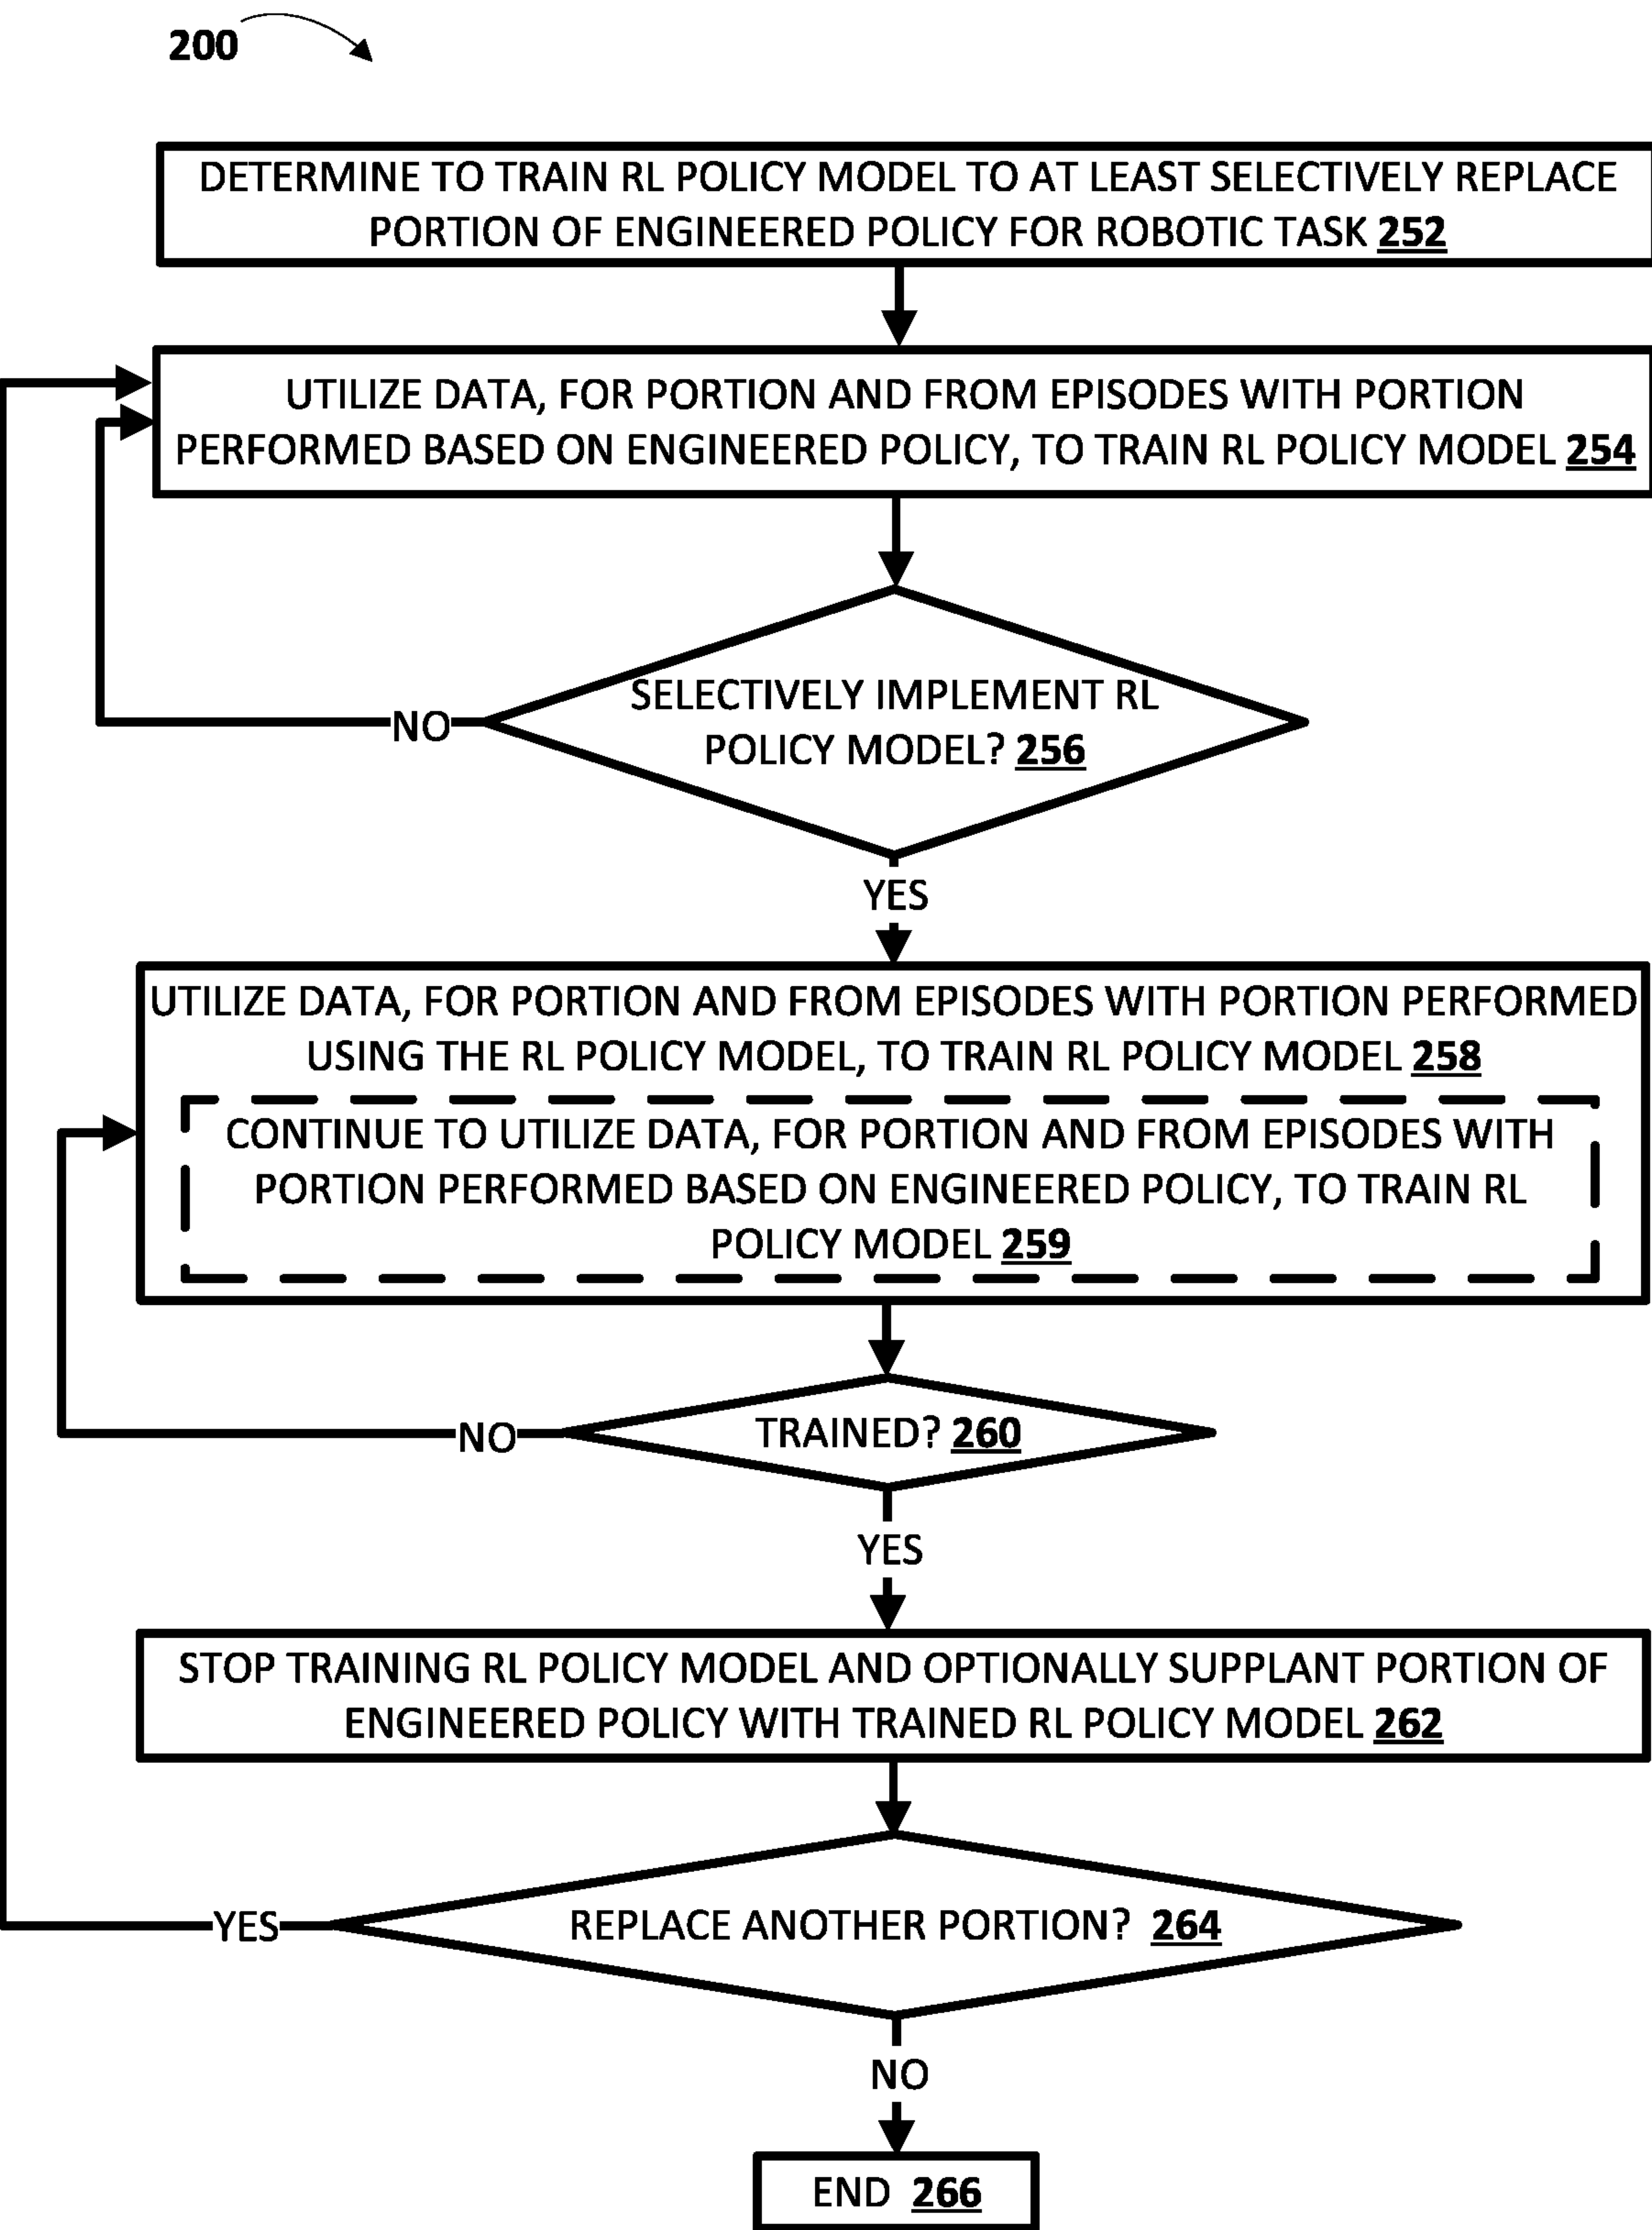 200
DETERMINE TO TRAIN RL POLICY MODEL TO AT LEAST SELECTIVELY REPLACE
PORTION OF ENGINEERED POLICY FOR ROBOTIC TASK 252
UTILIZE DATA, FOR PORTION AND FROM EPISODES WITH PORTION
PERFORMED BASED ON ENGINEERED POLICY, TO TRAIN RL POLICY MODEL 254
SELECTIVELY IMPLEMENT RL
POLICY MODEL? 256
NO
YES
UTILIZE DATA, FOR PORTION AND FROM EPISODES WITH PORTION PERFORMED
USING THE RL POLICY MODEL, TO TRAIN RL POLICY MODEL 258
CONTINUE TO UTILIZE DATA, FOR PORTION AND FROM EPISODES WITH
PORTION PERFORMED BASED ON ENGINEERED POLICY, TO TRAIN RL
POLICY MODEL 259
NO
TRAINED? 260
YES
STOP TRAINING RL POLICY MODEL AND OPTIONALLY SUPPLANT PORTION OF
ENGINEERED POLICY WITH TRAINED RL POLICY MODEL 262
YES
REPLACE ANOTHER PORTION? 264
NO
END 266